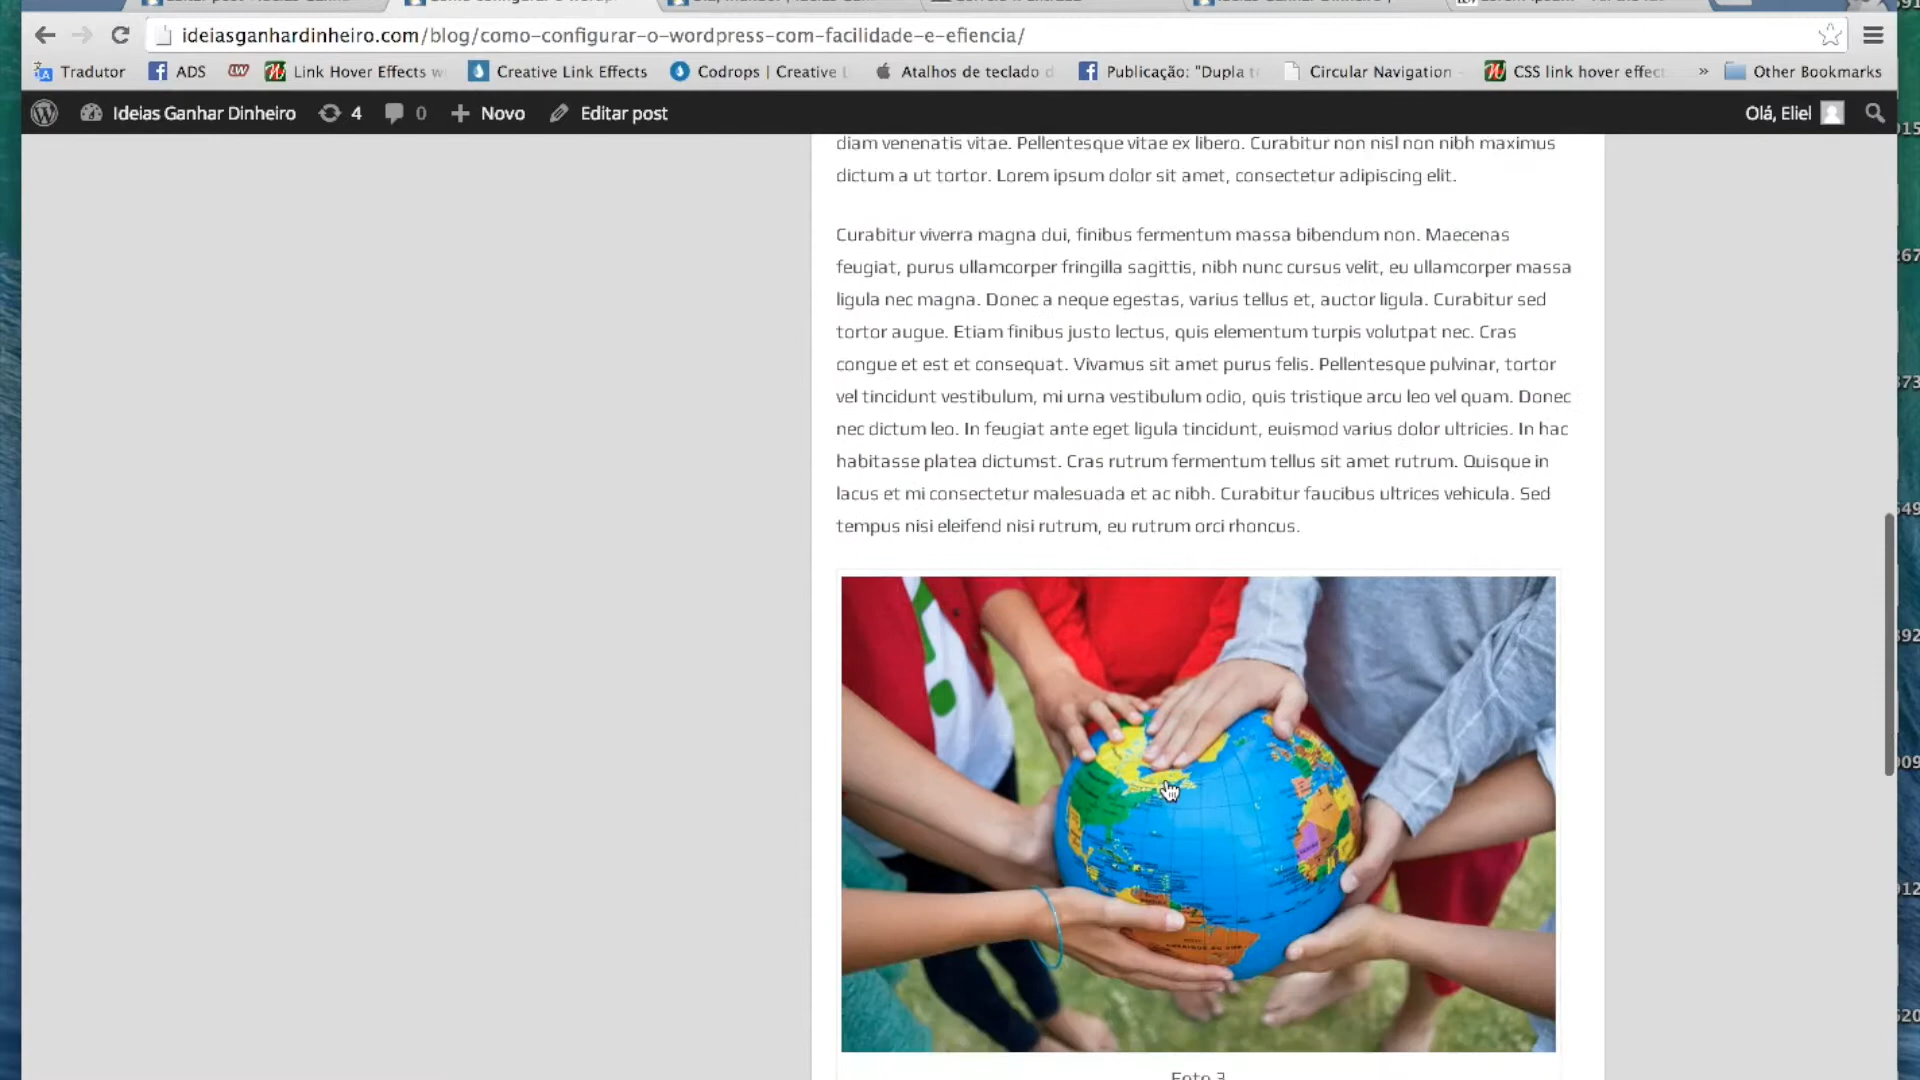 ideiasganhardinheiro.com/blog/como-configurar-o-wordpress-com-facilidade-e-efiencia/
Tradutor ADS Link Hover Effects Creative Link Effects Codrops | Creative Atalhos de teclado Publicação: "Dupla Circular Navigation CSS link hover » Other Bookmarks
Ideias Ganhar Dinheiro 4 0 Novo Editar post Olá, Eliel
diam venenatis vitae. Pellentesque vitae ex libero. Curabitur non nisl non nibh maximus
dictum a ut tortor. Lorem ipsum dolor sit amet, consectetur adipiscing elit.
Curabitur viverra magna dui, finibus fermentum massa bibendum non. Maecenas
feugiat, purus ullamcorper fringilla sagittis, nibh nunc cursus velit, eu ullamcorper massa
ligula nec magna. Donec a neque egestas, varius tellus et, auctor ligula. Curabitur sed
tortor augue. Etiam finibus justo lectus, quis elementum turpis volutpat nec. Cras
congue et est et consequat. Vivamus sit amet purus felis. Pellentesque pulvinar, tortor
vel tincidunt vestibulum, mi urna vestibulum odio, quis tristique arcu leo vel quam. Donec
nec dictum leo. In feugiat ante eget ligula tincidunt, euismod varius dolor ultricies. In hac
habitasse platea dictumst. Cras rutrum fermentum tellus sit amet rutrum. Quisque in
lacus et mi consectetur malesuada et ac nibh. Curabitur faucibus ultrices vehicula. Sed
tempus nisi eleifend nisi rutrum, eu rutrum orci rhoncus.